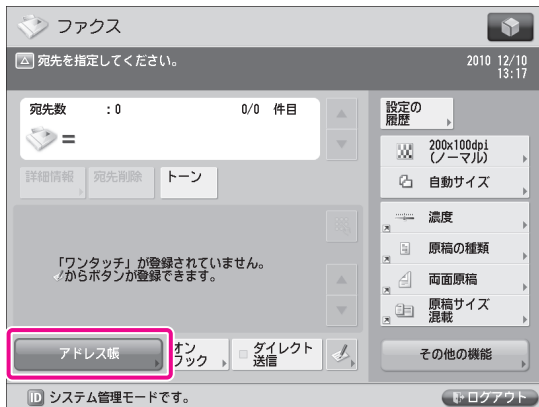 ファクス
宛先を指定してください。
2010 12/10
13:17
宛先数 :0 0/0 件目
=
詳細情報
宛先削除
トーン
「ワンタッチ」が登録されていません。
からボタンが登録できます。
アドレス帳
オン
フック
ダイレクト
送信
設定の
履歴
200x100dpi
(ノーマル)
自動サイズ
濃度
原稿の種類
両面原稿
原稿サイズ
混載
その他の機能
ID システム管理モードです。
ログアウト